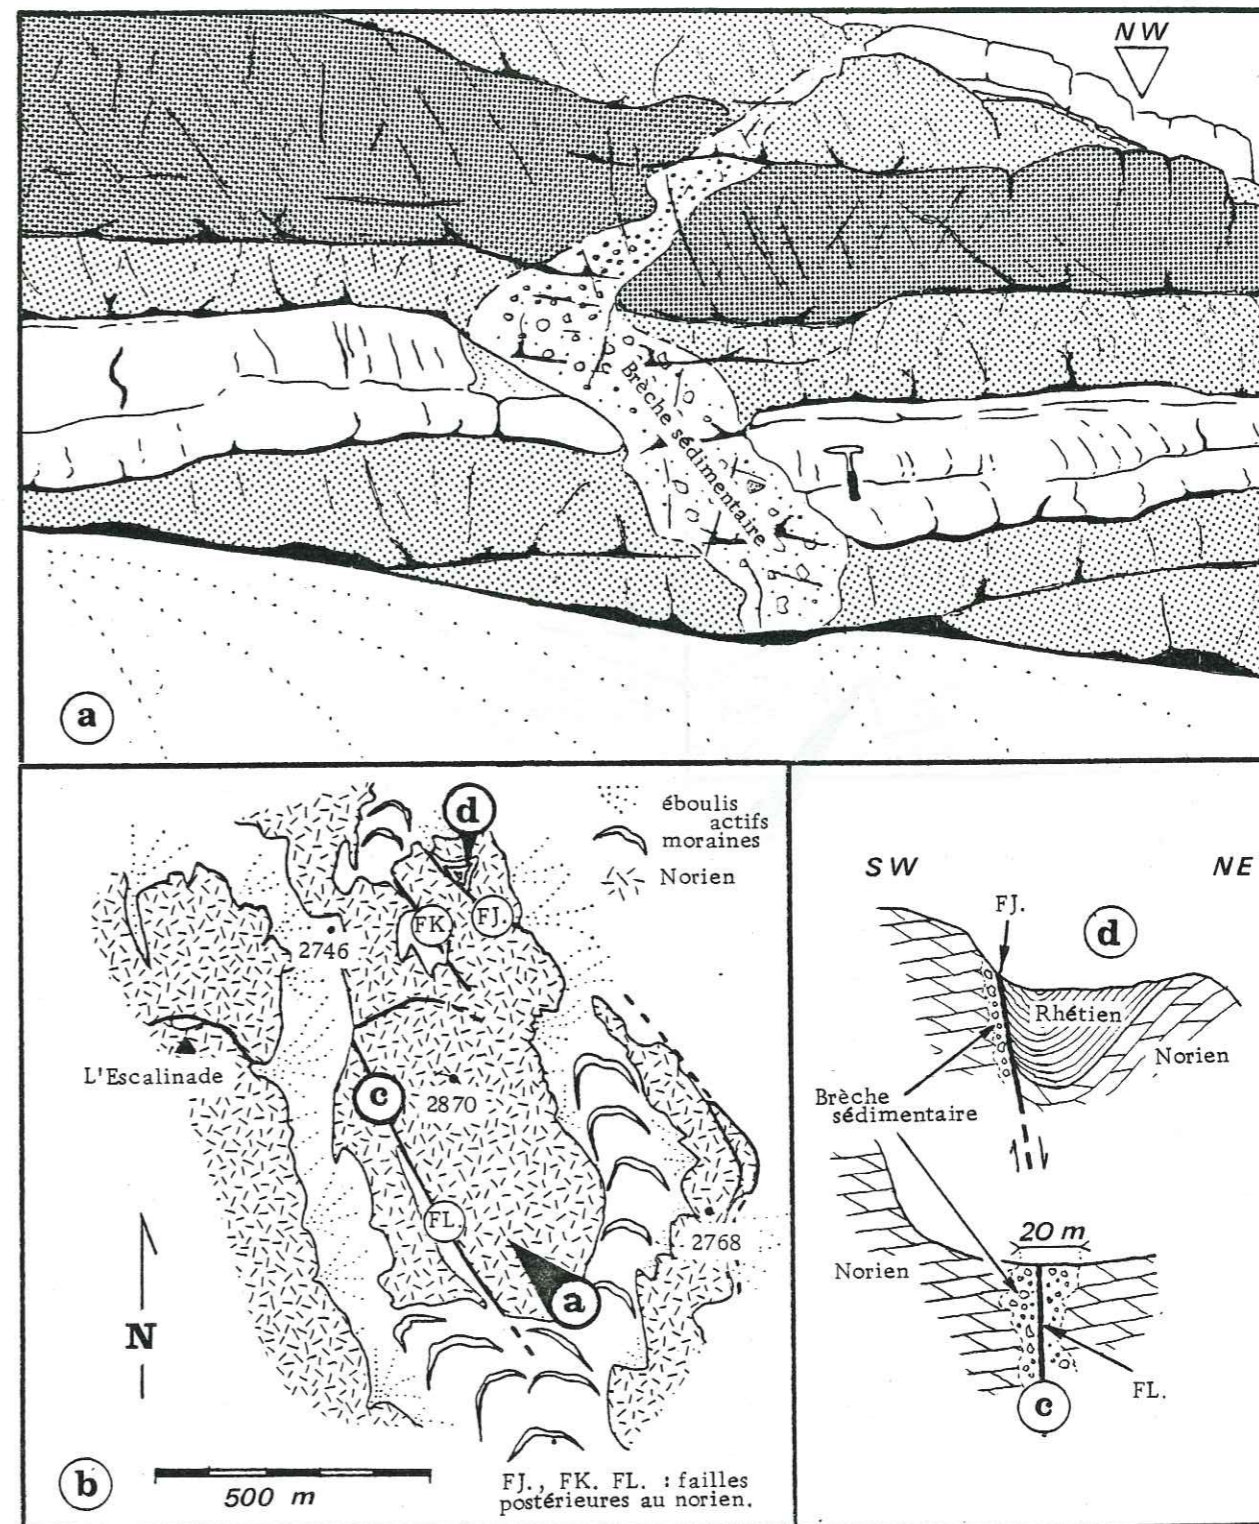 NW
Brèche sédimentaire
a
d
éboulis
actifs
moraines
Norien
FK
FJ.
2746
L'Escalinade
c
2870
FL.
2768
a
N
b
500 m
FJ., FK. FL. : failles
postérieures au norien.
SW
NE
FJ.
d
Rhétien
Norien
Brèche
sédimentaire
20 m
Norien
FL.
c